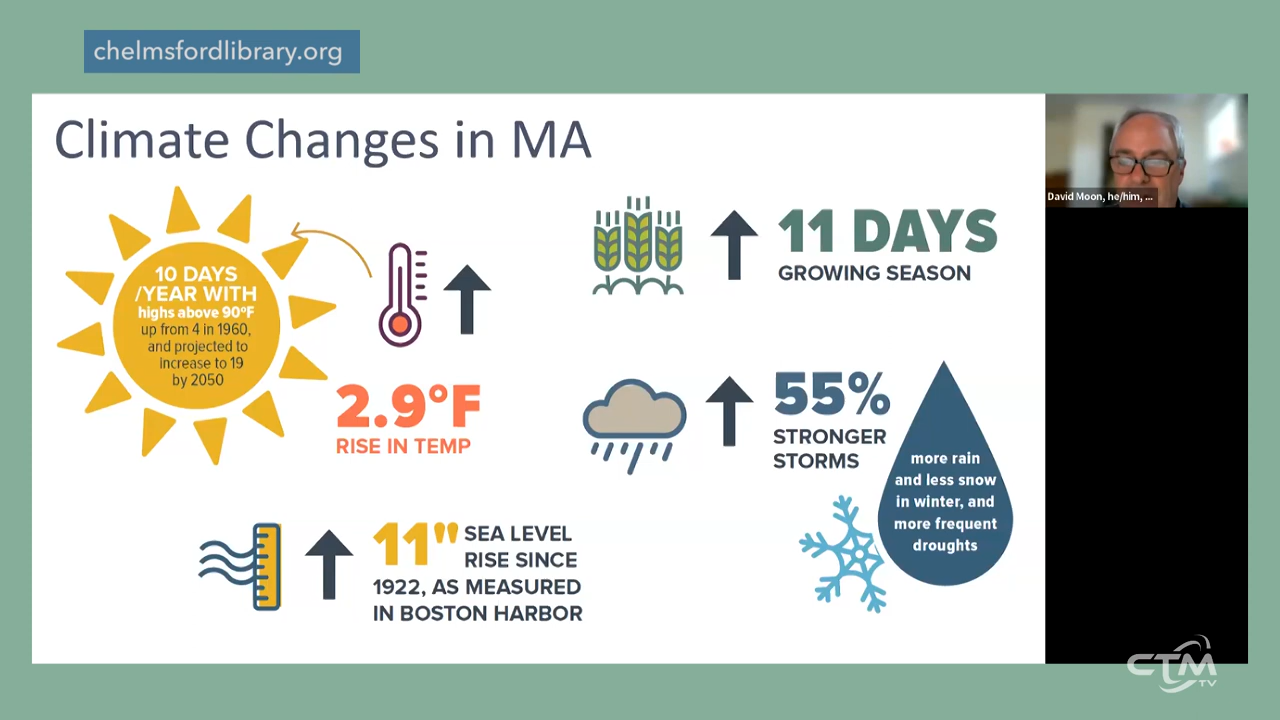 chelmsfordlibrary.org
Climate Changes in MA
10 DAYS
/YEAR WITH
highs above 90°F
up from 4 in 1960,
and projected to
increase to 19
by 2050
2.9°F
RISE IN TEMP
11" SEA LEVEL
RISE SINCE
1922, AS MEASURED
IN BOSTON HARBOR
11 DAYS
GROWING SEASON
55%
STRONGER
STORMS
more rain
and less snow
in winter, and
more frequent
droughts
David Moon, he/him, ...
CTM
TV